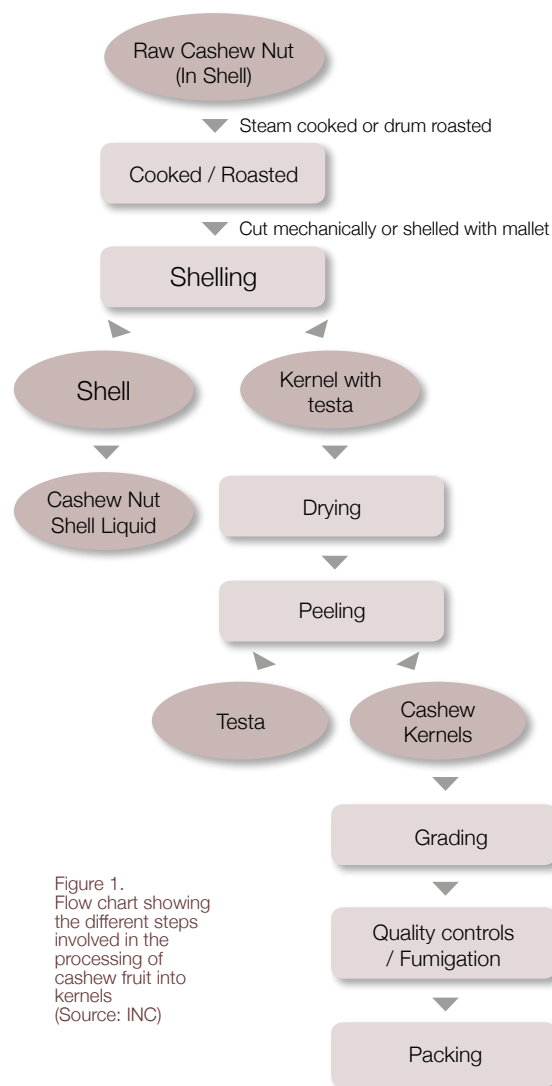 Raw Cashew Nut
(In Shell)
Steam cooked or drum roasted
Cooked / Roasted
Cut mechanically or shelled with mallet
Shelling
Shell
Kernel with
testa
Cashew Nut
Shell Liquid
Drying
Peeling
Testa
Cashew
Kernels
Grading
Quality controls
/ Fumigation
Packing
Figure 1.
Flow chart showing
the different steps
involved in the
processing of
cashew fruit into
kernels
(Source: INC)